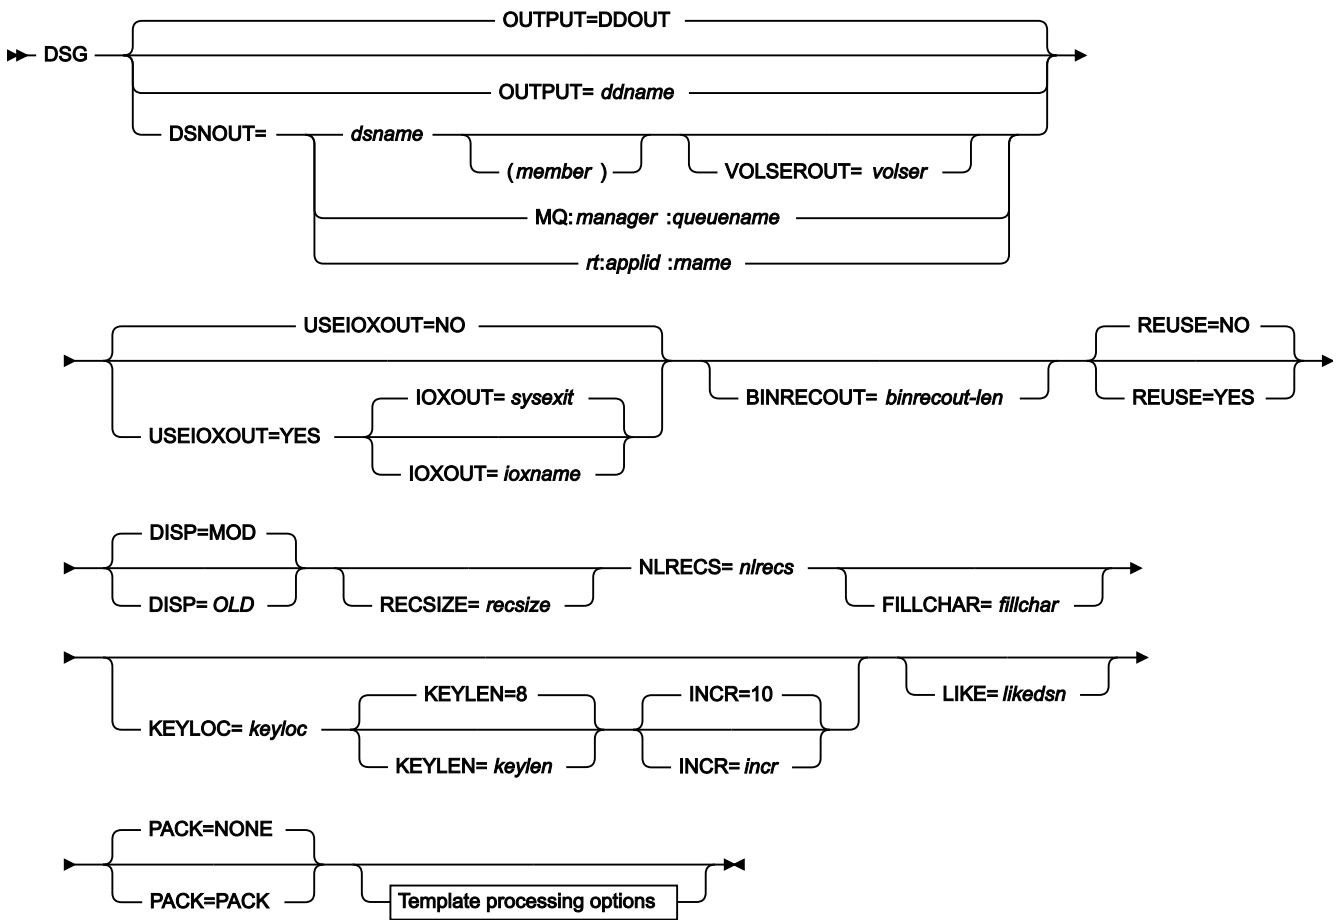 OUTPUT=DDOUT
DSG
OUTPUT= ddname
DSNOUT= dsname
(member ) VOLSEROUT= volser
MQ:manager :queuename
rt:applid :rname
USEIOXOUT=NO REUSE=NO
IOXOUT= sysexit BINRECOUT= binrecout-len REUSE=YES
USEIOXOUT=YES
IOXOUT= ioxname
DISP=MOD
NLRECS= nlrecs
DISP= OLD RECSIZE= recsize FILLCHAR= fillchar
KEYLEN=8 INCR=10 LIKE= likedsn
KEYLOC= keyloc
KEYLEN= keylen INCR= incr
PACK=NONE
PACK=PACK Template processing options